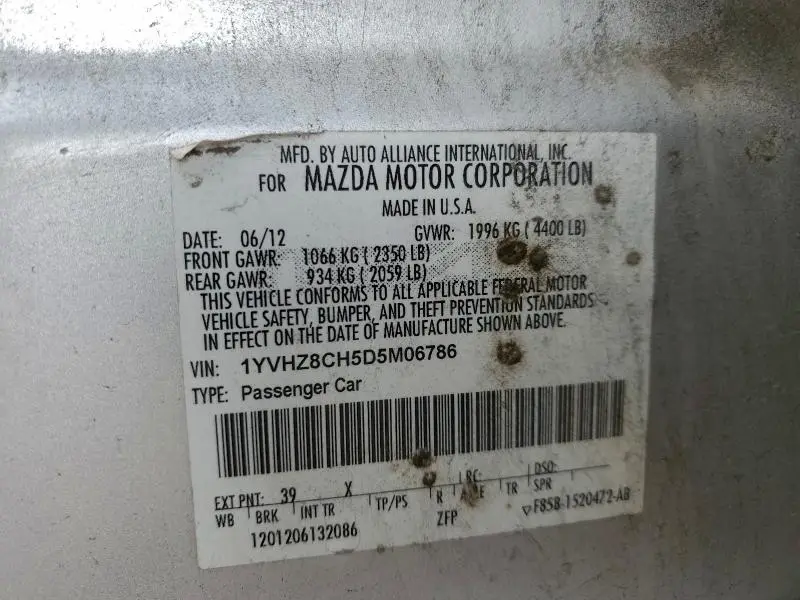 MFD. BY AUTO ALLIANCE INTERNATIONAL, INC.
FOR MAZDA MOTOR CORPORATION
MADE IN U.S.A.
DATE: 06/12 GVWR: 1996 KG ( 4400 LB)
FRONT GAWR: 1066 KG ( 2350 LB)
REAR GAWR: 934 KG ( 2059 LB)
THIS VEHICLE CONFORMS TO ALL APPLICABLE FEDERAL MOTOR
VEHICLE SAFETY, BUMPER, AND THEFT PREVENTION STANDARDS
IN EFFECT ON THE DATE OF MANUFACTURE SHOWN ABOVE.
VIN: 1YVHZ8CH5D5M06786
TYPE: Passenger Car
EXT PNT: 39 X RC: DSO:
WB BRK INT TR TP/PS R AXLE TR SPR
ZFP ▽F85B-1520472-AB
1201206132086